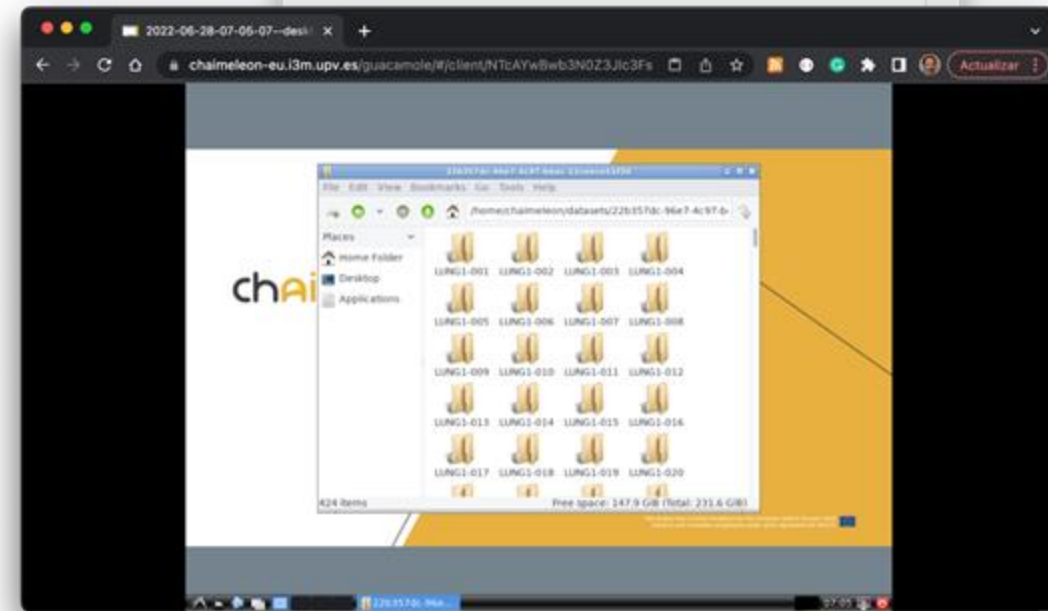 2022-06-28-07-05-07--desk
chaimeleon-eu.i3m.upv.es/guacamole/#/client/NTcAYwBwb3N0Z3Jlc3Fs
Actualizar
File Edit View Bookmarks Go Tools Help
/home/chaimeleon/datasets/22b357dc-96e7-4c97-b
Places
Home Folder
Desktop
Applications
chAi
LUNG1-001 LUNG1-002 LUNG1-003 LUNG1-004
LUNG1-005 LUNG1-006 LUNG1-007 LUNG1-008
LUNG1-009 LUNG1-010 LUNG1-011 LUNG1-012
LUNG1-013 LUNG1-014 LUNG1-015 LUNG1-016
LUNG1-017 LUNG1-018 LUNG1-019 LUNG1-020
424 items
Free space: 147.9 GiB (Total: 231.6 GiB)
22b357dc-96e...
07:05